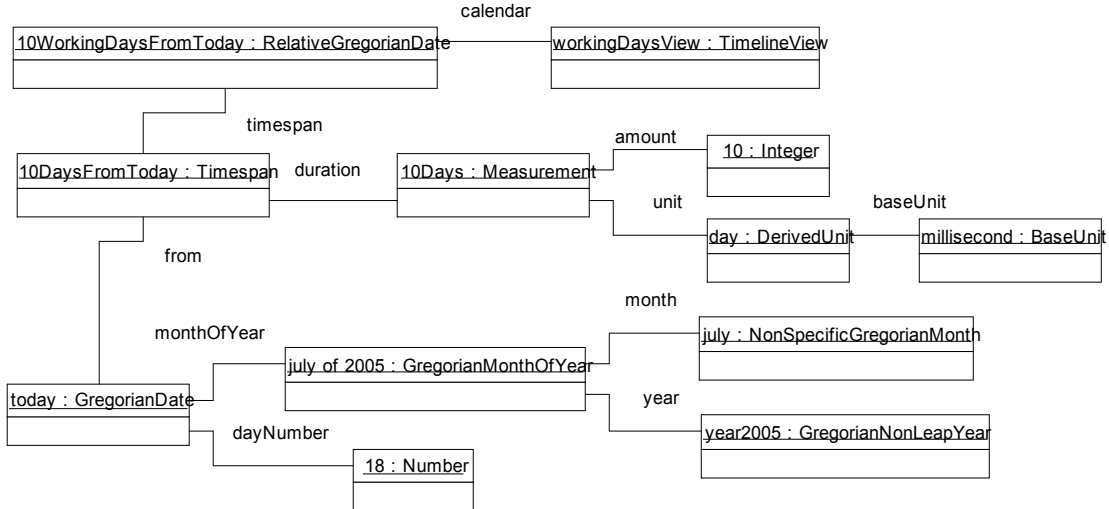 calendar
10WorkingDaysFromToday : RelativeGregorianDate
workingDaysView : TimelineView
timespan
10DaysFromToday : Timespan
duration
10Days : Measurement
amount
10 : Integer
unit
baseUnit
day : DerivedUnit
millisecond : BaseUnit
from
month
monthOfYear
july : NonSpecificGregorianMonth
july of 2005 : GregorianMonthOfYear
today : GregorianDate
year
dayNumber
year2005 : GregorianNonLeapYear
18 : Number